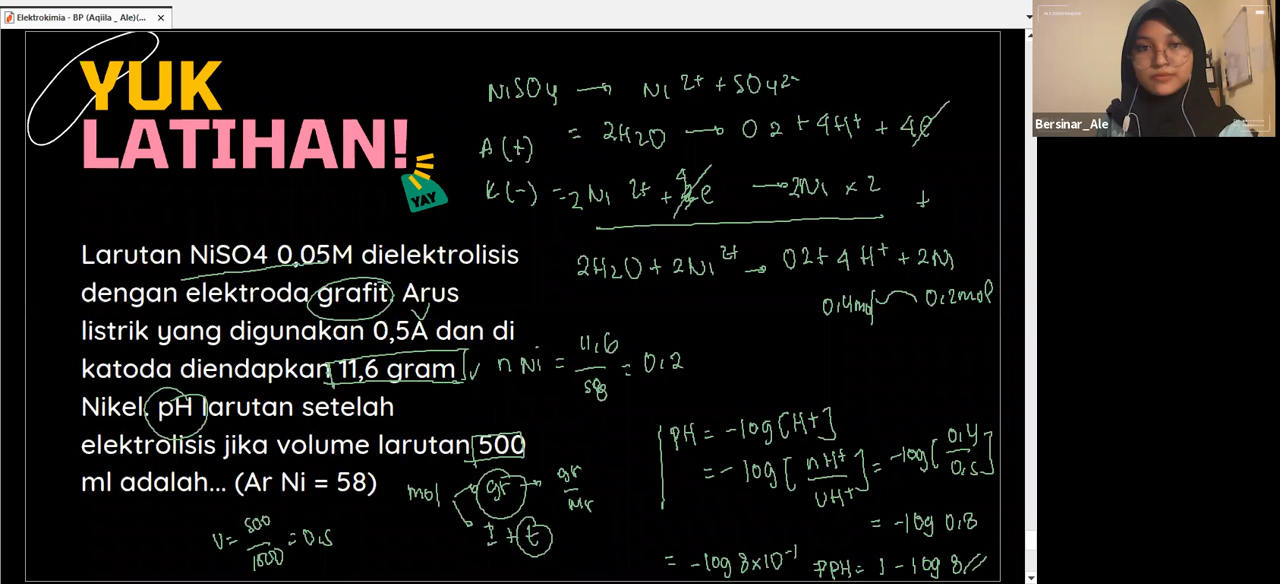 Elektrokimia - BP (Aqiila _ Ale)(...
YUK
LATIHAN!
YAY
Larutan NiSO4 0,05M dielektrolisis
dengan elektroda grafit. Arus
listrik yang digunakan 0,5A dan di
katoda diendapkan 11,6 gram
Nikel. pH larutan setelah
elektrolisis jika volume larutan 500
ml adalah... (Ar Ni = 58)
NiSO4 → Ni 2+ + SO4 2-
A (+) = 2H2O → O2 + 4H+ + 4e
K (-) = 2Ni 2+ + 4e → 2Ni × 2 +
2H2O + 2Ni 2+ → O2 + 4H+ + 2Ni
0,4mol 0,2mol
n Ni = 11,6 / 58 = 0,2
mol gr → gr / Mr
I + t
V = 500 / 1000 = 0,5
pH = -log [H+]
= -log [nH+ / VH+] = -log [0,4 / 0,5]
= -log 0,8
= -log 8×10-1 PPH = 1 - log 8//
Bersinar_Ale